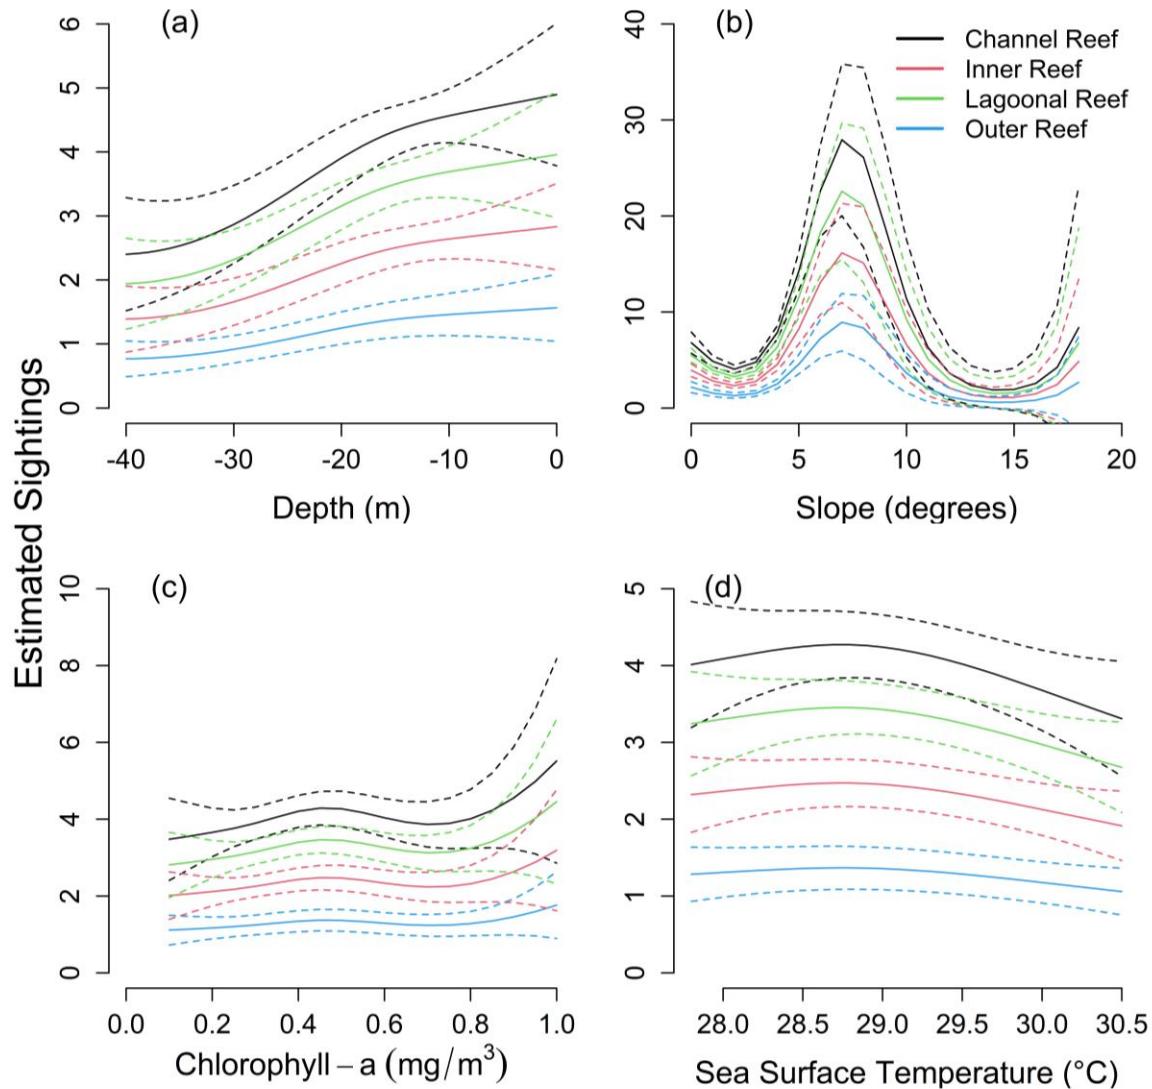 Estimated Sightings
(a)
6
5
4
3
2
1
0
-40 -30 -20 -10 0
Depth (m)
(b)
40
30
20
10
0
Channel Reef
Inner Reef
Lagoonal Reef
Outer Reef
0 5 10 15 20
Slope (degrees)
(c)
10
8
6
4
2
0
0.0 0.2 0.4 0.6 0.8 1.0
Chlorophyll – a (mg/m³)
(d)
5
4
3
2
1
0
28.0 28.5 29.0 29.5 30.0 30.5
Sea Surface Temperature (°C)